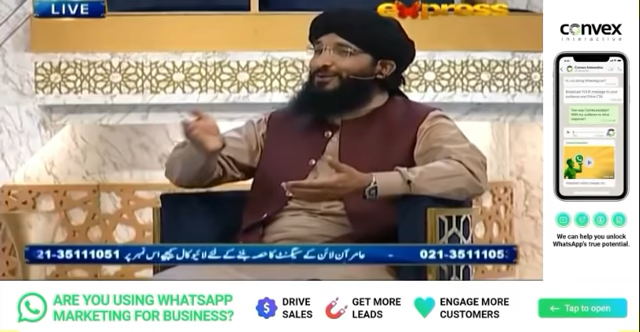 LIVE
express
convex
interactive
21-35111051 عامر آن لائن کے سیگمنٹ کا حصہ بننے کے لئے لائیو کال کیجئے اس نمبر پر - 021-3511105
We can help you unlock
WhatsApp's true potential.
ARE YOU USING WHATSAPP
MARKETING FOR BUSINESS?
DRIVE
SALES
GET MORE
LEADS
ENGAGE MORE
CUSTOMERS
Tap to open